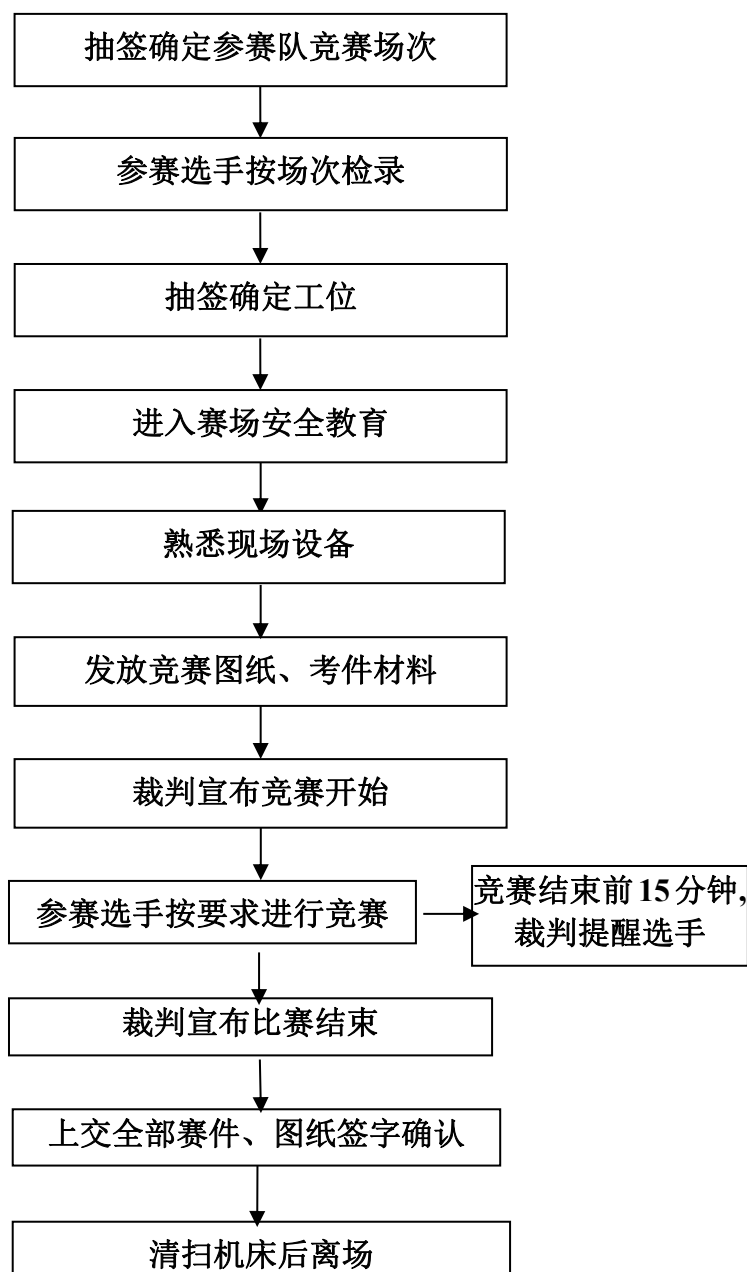 抽签确定参赛队竞赛场次
参赛选手按场次检录
抽签确定工位
进入赛场安全教育
熟悉现场设备
发放竞赛图纸、考件材料
裁判宣布竞赛开始
参赛选手按要求进行竞赛
竞赛结束前15分钟,
裁判提醒选手
裁判宣布比赛结束
上交全部赛件、图纸签字确认
清扫机床后离场